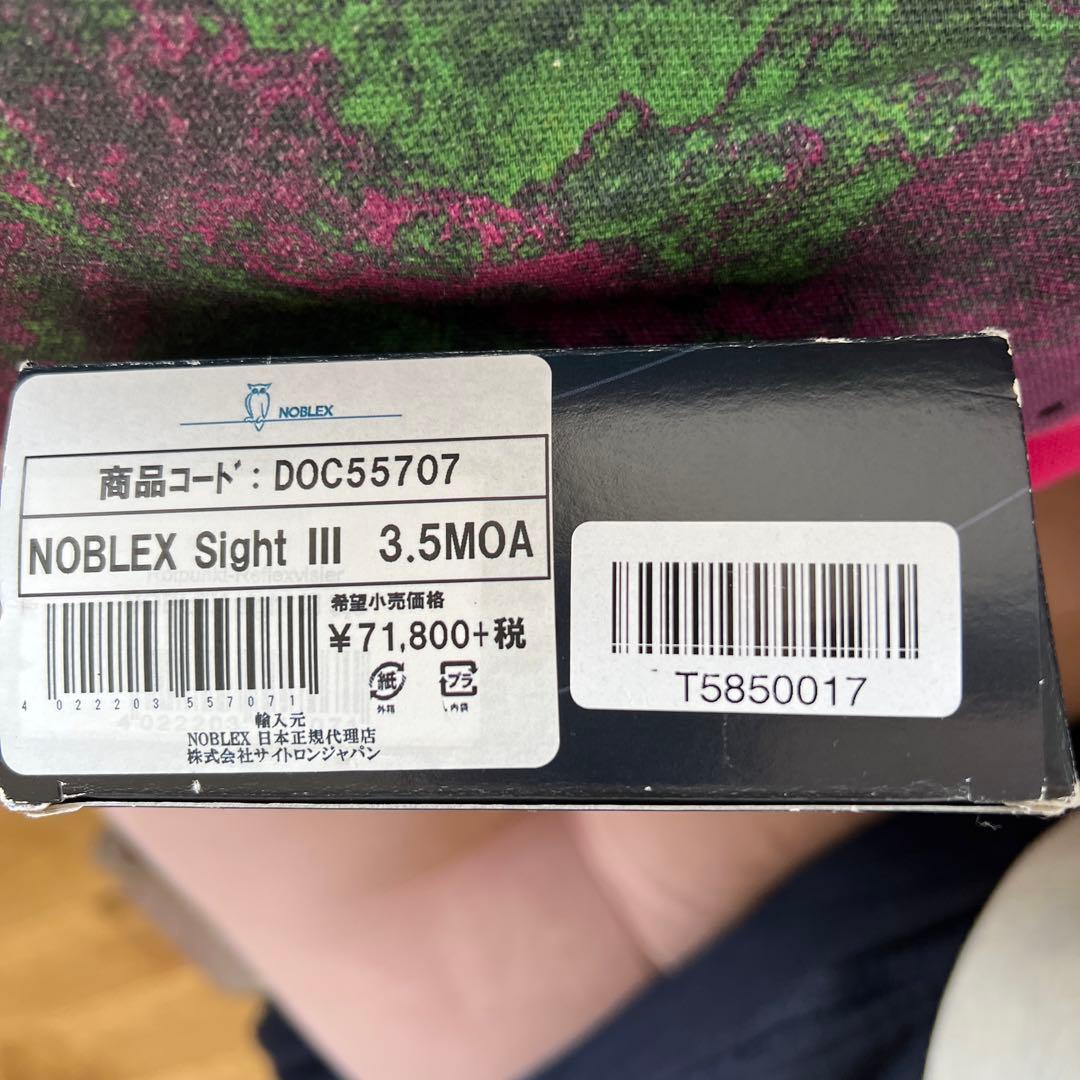 NOBLEX
商品コード : DOC55707
NOBLEX Sight III 3.5MOA
Rotpunkt-Reflexvisier
希望小売価格
¥71,800+税
紙
外箱
プラ
内袋
4 022203 557071
輸入元
NOBLEX 日本正規代理店
株式会社サイトロンジャパン
T5850017